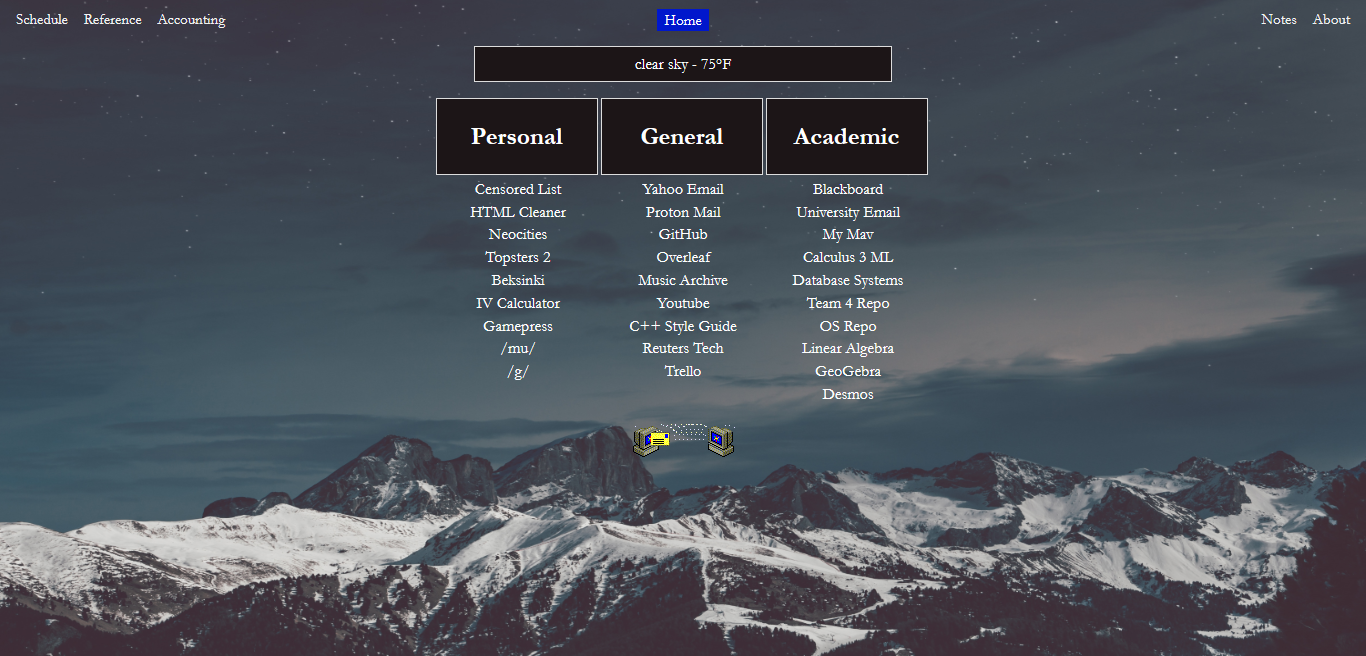 Schedule Reference Accounting Home Notes About
clear sky - 75°F
Personal General Academic
Censored List Yahoo Email Blackboard
HTML Cleaner Proton Mail University Email
Neocities GitHub My Mav
Topsters 2 Overleaf Calculus 3 ML
Beksinki Music Archive Database Systems
IV Calculator Youtube Team 4 Repo
Gamepress C++ Style Guide OS Repo
/mu/ Reuters Tech Linear Algebra
/g/ Trello GeoGebra
Desmos